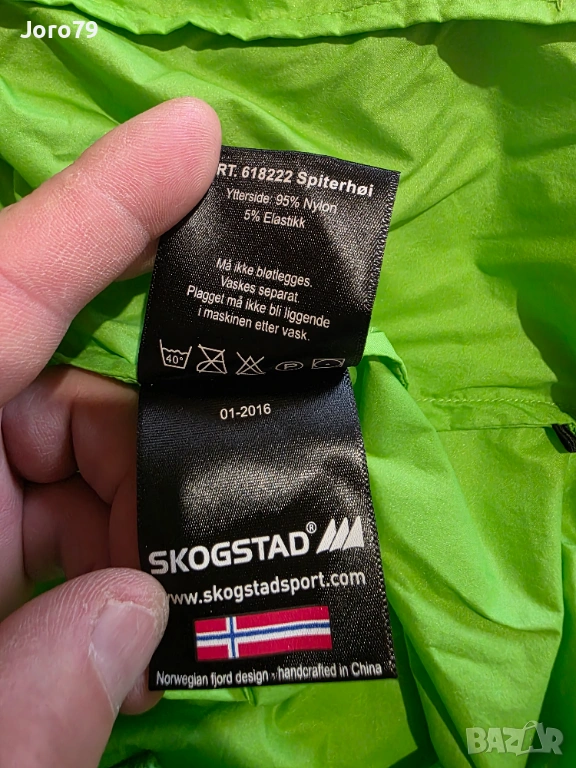 Joro79
RT. 618222 Spiterhøi
Ytterside: 95% Nylon
5% Elastikk
Må ikke bløtlegges.
Vaskes separat.
Plagget må ikke bli liggende
i maskinen etter vask.
40°
P
01-2016
SKOGSTAD®
www.skogstadsport.com
Norwegian fjord design - handcrafted in China
BAZAR